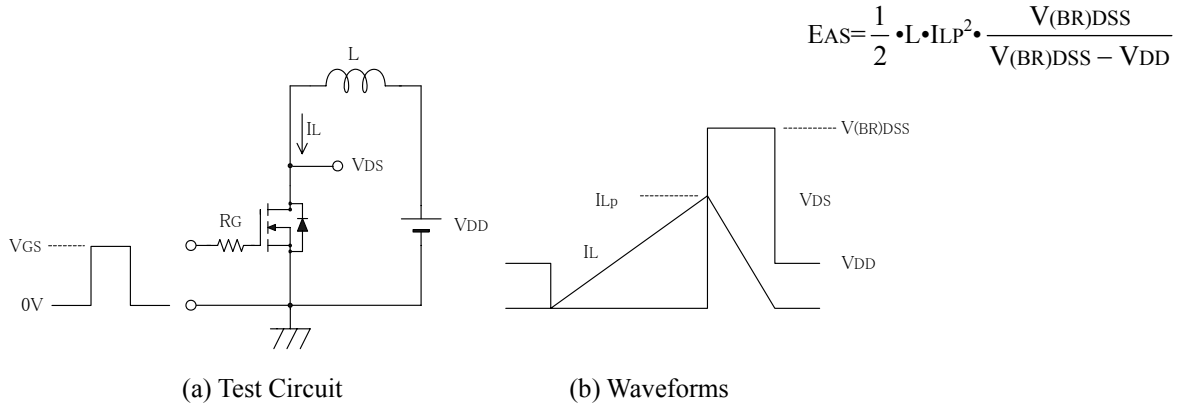 EAS=1/2•L•ILP²•V(BR)DSS/V(BR)DSS – VDD
L
IL
VDS
RG
VDD
VGS
0V
V(BR)DSS
ILp
VDS
IL
VDD
(a) Test Circuit
(b) Waveforms